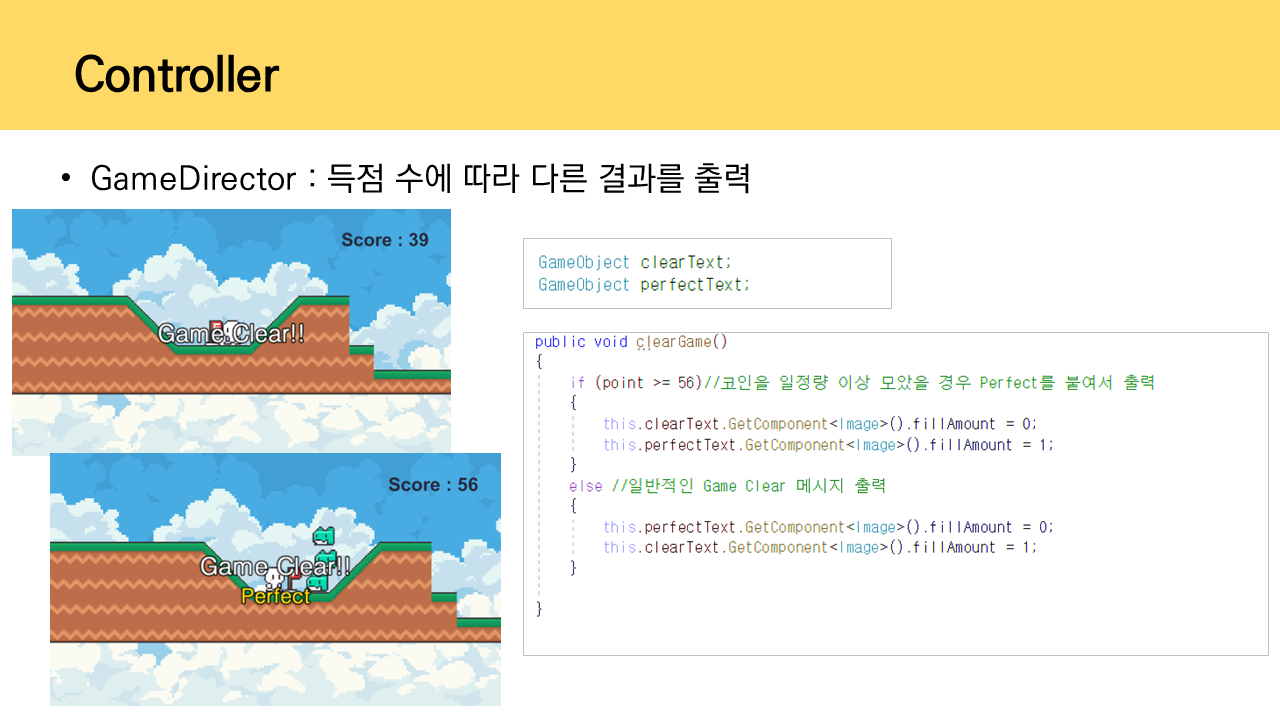 Controller
• GameDirector : 득점 수에 따라 다른 결과를 출력
Score : 39
Game Clear!!
Score : 56
Game Clear!!
Perfect
GameObject clearText;
GameObject perfectText;
public void clearGame()
{
if (point >= 56)//코인을 일정량 이상 모았을 경우 Perfect를 붙여서 출력
{
this.clearText.GetComponent<Image>().fillAmount = 0;
this.perfectText.GetComponent<Image>().fillAmount = 1;
}
else //일반적인 Game Clear 메시지 출력
{
this.perfectText.GetComponent<Image>().fillAmount = 0;
this.clearText.GetComponent<Image>().fillAmount = 1;
}
}